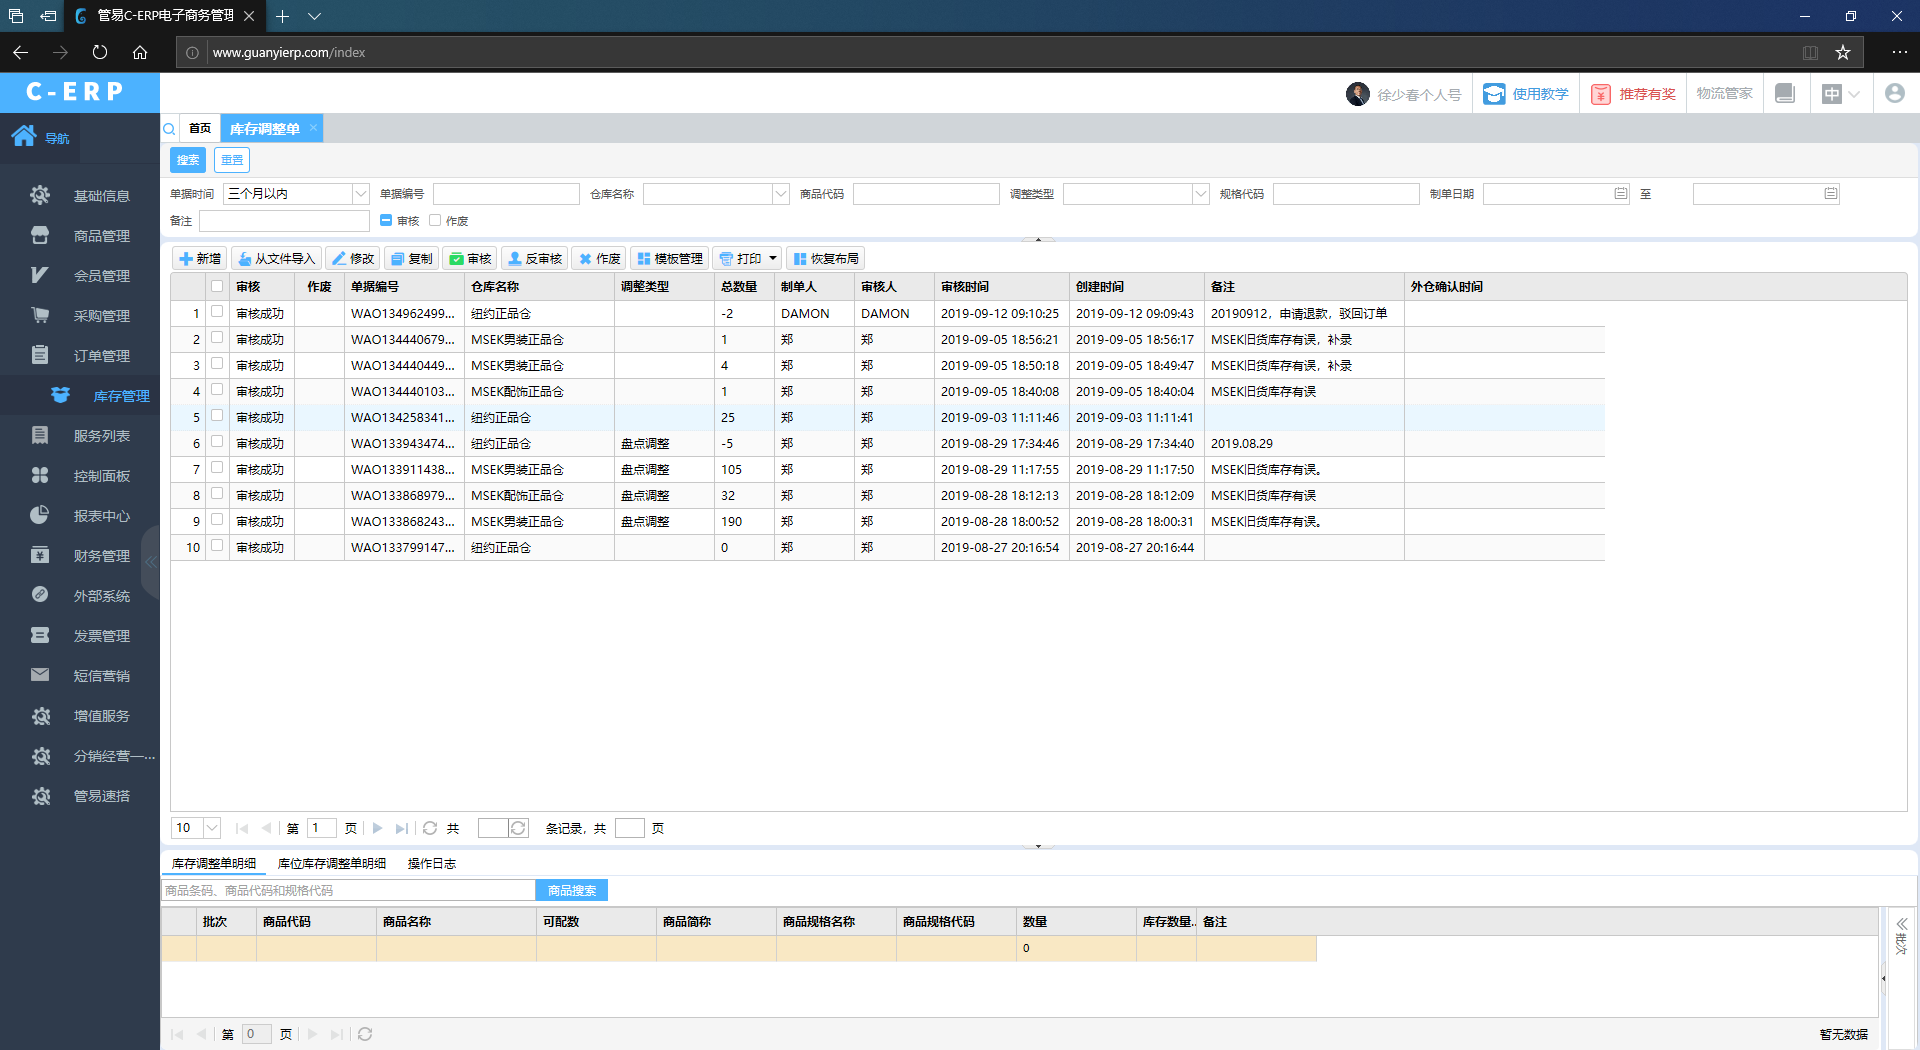 管易C-ERP电子商务管理
www.guanyierp.com/index
C-ERP
徐少春个人号
使用教学
推荐有奖
物流管家
中
导航
首页
库存调整单
搜索
重置
单据时间
三个月以内
单据编号
仓库名称
商品代码
调整类型
规格代码
制单日期
至
备注
审核
作废
基础信息
商品管理
会员管理
采购管理
订单管理
库存管理
服务列表
控制面板
报表中心
财务管理
外部系统
发票管理
短信营销
增值服务
分销经营一...
管易速搭
新增
从文件导入
修改
复制
审核
反审核
作废
模板管理
打印
恢复布局
审核 作废 单据编号 仓库名称 调整类型 总数量 制单人 审核人 审核时间 创建时间 备注 外仓确认时间
1 审核成功 WAO134962499... 纽约正品仓 -2 DAMON DAMON 2019-09-12 09:10:25 2019-09-12 09:09:43 20190912，申请退款，驳回订单
2 审核成功 WAO134440679... MSEK男装正品仓 1 郑 郑 2019-09-05 18:56:21 2019-09-05 18:56:17 MSEK旧货库存有误，补录
3 审核成功 WAO134440449... MSEK男装正品仓 4 郑 郑 2019-09-05 18:50:18 2019-09-05 18:49:47 MSEK旧货库存有误，补录
4 审核成功 WAO134440103... MSEK配饰正品仓 1 郑 郑 2019-09-05 18:40:08 2019-09-05 18:40:04 MSEK旧货库存有误
5 审核成功 WAO134258341... 纽约正品仓 25 郑 郑 2019-09-03 11:11:46 2019-09-03 11:11:41
6 审核成功 WAO133943474... 纽约正品仓 盘点调整 -5 郑 郑 2019-08-29 17:34:46 2019-08-29 17:34:40 2019.08.29
7 审核成功 WAO133911438... MSEK男装正品仓 盘点调整 105 郑 郑 2019-08-29 11:17:55 2019-08-29 11:17:50 MSEK旧货库存有误。
8 审核成功 WAO133868979... MSEK配饰正品仓 盘点调整 32 郑 郑 2019-08-28 18:12:13 2019-08-28 18:12:09 MSEK旧货库存有误
9 审核成功 WAO133868243... MSEK男装正品仓 盘点调整 190 郑 郑 2019-08-28 18:00:52 2019-08-28 18:00:31 MSEK旧货库存有误。
10 审核成功 WAO133799147... 纽约正品仓 0 郑 郑 2019-08-27 20:16:54 2019-08-27 20:16:44
10 第 1 页 共 条记录，共 页
库存调整单明细 库位库存调整单明细 操作日志
商品条码、商品代码和规格代码
商品搜索
批次 商品代码 商品名称 可配数 商品简称 商品规格名称 商品规格代码 数量 库存数量.. 备注
0
批次
第 0 页
暂无数据